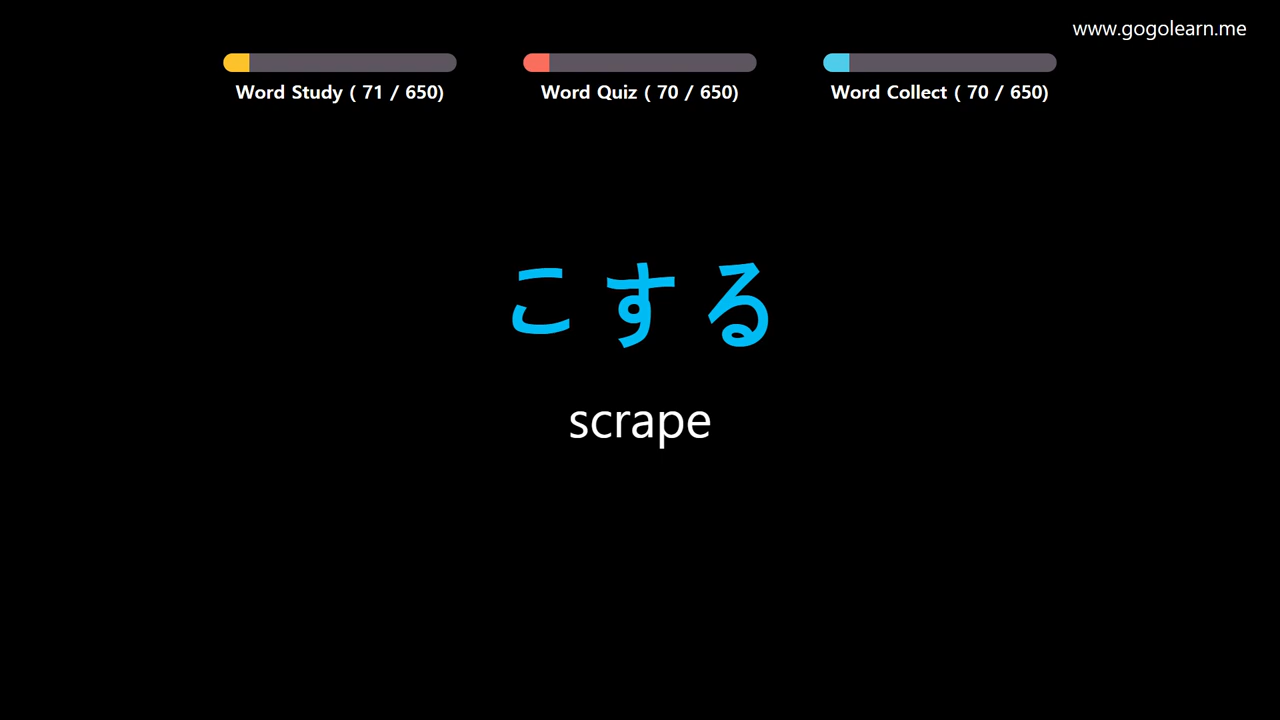 www.gogolearn.me
Word Study ( 71 / 650)
Word Quiz ( 70 / 650)
Word Collect ( 70 / 650)
こする
scrape